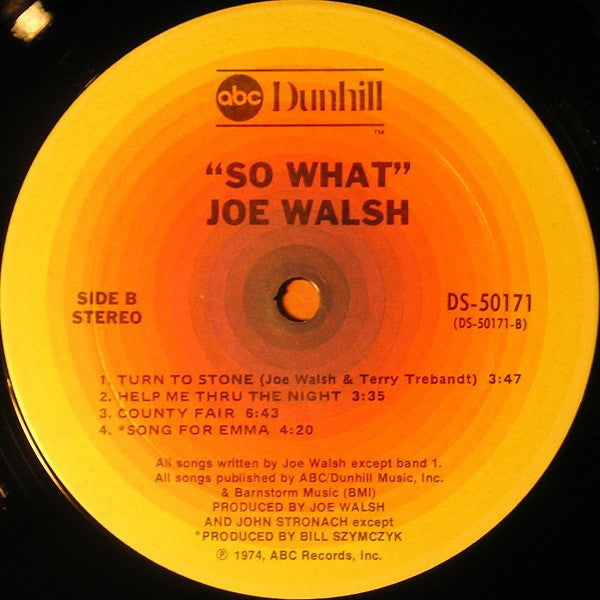 abc Dunhill
™
"SO WHAT"
JOE WALSH
SIDE B
STEREO
DS-50171
(DS-50171-B)
1. TURN TO STONE (Joe Walsh & Terry Trebandt) 3:47
2. HELP ME THRU THE NIGHT 3:35
3. COUNTY FAIR 6:43
4. *SONG FOR EMMA 4:20
All songs written by Joe Walsh except band 1.
All songs published by ABC/Dunhill Music, Inc.
& Barnstorm Music (BMI)
PRODUCED BY JOE WALSH
AND JOHN STRONACH except
*PRODUCED BY BILL SZYMCZYK
℗ 1974, ABC Records, Inc.